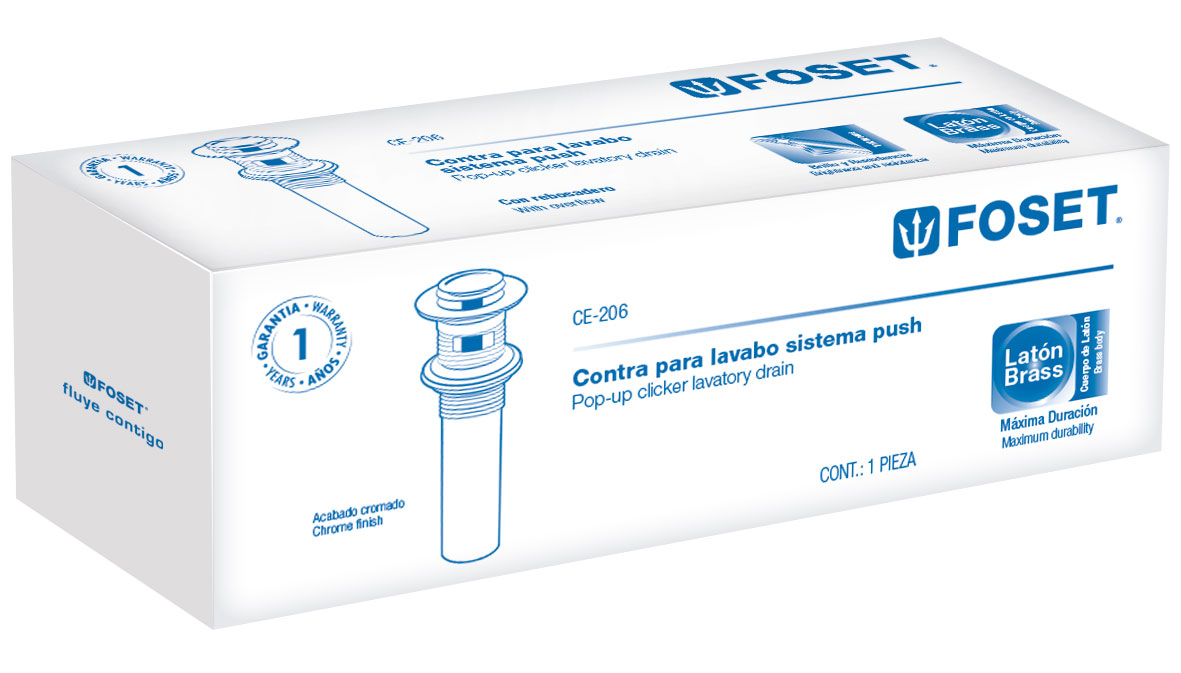 FOSET®
CE-206
Contra para lavabo
sistema push
Pop-up clicker lavatory drain
Con rebosadero
With overflow
GARANTIA • WARRANTY
1
YEARS • AÑOS
Brillo y Resistencia
Brightness and resistance
Latón
Brass
Máxima Duración
Maximum durability
FOSET®
CE-206
Contra para lavabo sistema push
Pop-up clicker lavatory drain
GARANTIA • WARRANTY
1
YEARS • AÑOS
Latón
Brass
Cuerpo de Latón
Brass body
Máxima Duración
Maximum durability
CONT.: 1 PIEZA
Acabado cromado
Chrome finish
FOSET®
fluye contigo